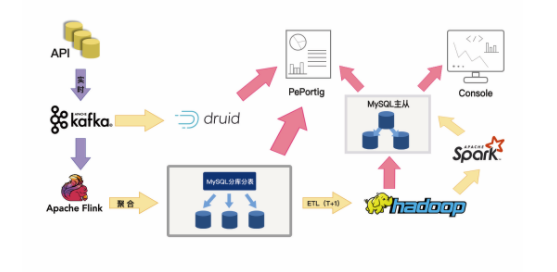 API
实时
APACHE
kafka
druid
PePortig
Console
MySQL主从
APACHE
Spark
Apache Flink
聚合
MySQL分库分表
ETL（T+1）
hadoop